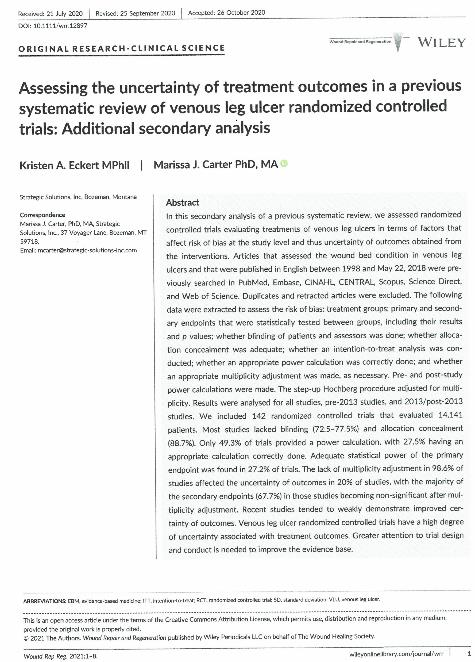 Received: 21 July 2020 | Revised: 25 September 2020 | Accepted: 26 October 2020
DOI: 10.1111/wrr.12897
ORIGINAL RESEARCH-CLINICAL SCIENCE
Wound Repair and Regeneration
WILEY
Assessing the uncertainty of treatment outcomes in a previous
systematic review of venous leg ulcer randomized controlled
trials: Additional secondary analysis
Kristen A. Eckert MPhil | Marissa J. Carter PhD, MA
Strategic Solutions, Inc. Bozeman, Montana
Correspondence
Marissa J. Carter, PhD, MA, Strategic
Solutions, Inc., 37 Voyager Lane, Bozeman, MT
59718.
Email: mcarter@strategic-solutions-inc.com
Abstract
In this secondary analysis of a previous systematic review, we assessed randomized
controlled trials evaluating treatments of venous leg ulcers in terms of factors that
affect risk of bias at the study level and thus uncertainty of outcomes obtained from
the interventions. Articles that assessed the wound bed condition in venous leg
ulcers and that were published in English between 1998 and May 22, 2018 were pre-
viously searched in PubMed, Embase, CINAHL, CENTRAL, Scopus, Science Direct,
and Web of Science. Duplicates and retracted articles were excluded. The following
data were extracted to assess the risk of bias: treatment groups; primary and second-
ary endpoints that were statistically tested between groups, including their results
and p values; whether blinding of patients and assessors was done; whether alloca-
tion concealment was adequate; whether an intention-to-treat analysis was con-
ducted; whether an appropriate power calculation was correctly done; and whether
an appropriate multiplicity adjustment was made, as necessary. Pre- and post-study
power calculations were made. The step-up Hochberg procedure adjusted for multi-
plicity. Results were analysed for all studies, pre-2013 studies, and 2013/post-2013
studies. We included 142 randomized controlled trials that evaluated 14,141
patients. Most studies lacked blinding (72.5–77.5%) and allocation concealment
(88.7%). Only 49.3% of trials provided a power calculation, with 27.5% having an
appropriate calculation correctly done. Adequate statistical power of the primary
endpoint was found in 27.2% of trials. The lack of multiplicity adjustment in 98.6% of
studies affected the uncertainty of outcomes in 20% of studies, with the majority of
the secondary endpoints (67.7%) in those studies becoming non-significant after mul-
tiplicity adjustment. Recent studies tended to weakly demonstrate improved cer-
tainty of outcomes. Venous leg ulcer randomized controlled trials have a high degree
of uncertainty associated with treatment outcomes. Greater attention to trial design
and conduct is needed to improve the evidence base.
ABBREVIATIONS: EBM, evidence-based medicine; ITT, intention-to-treat; RCT, randomized controlled trial; SD, standard deviation; VLU, venous leg ulcer.
This is an open access article under the terms of the Creative Commons Attribution License, which permits use, distribution and reproduction in any medium,
provided the original work is properly cited.
© 2021 The Authors. Wound Repair and Regeneration published by Wiley Periodicals LLC on behalf of The Wound Healing Society.
Wound Rep Reg. 2021;1–8.
wileyonlinelibrary.com/journal/wrr | 1